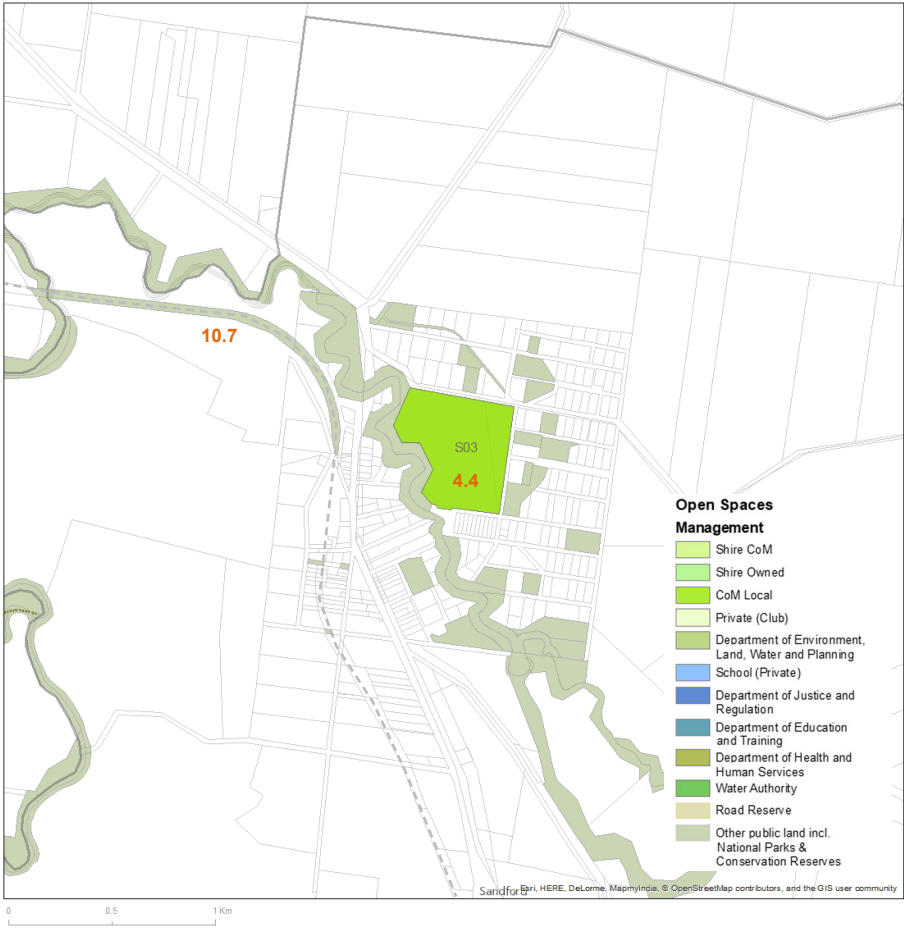 10.7
S03
4.4
Open Spaces
Management
Shire CoM
Shire Owned
CoM Local
Private (Club)
Department of Environment,
Land, Water and Planning
School (Private)
Department of Justice and
Regulation
Department of Education
and Training
Department of Health and
Human Services
Water Authority
Road Reserve
Other public land incl.
National Parks &
Conservation Reserves
Sandford
Esri, HERE, DeLorme, MapmyIndia, © OpenStreetMap contributors, and the GIS user community
0 0.5 1 Km